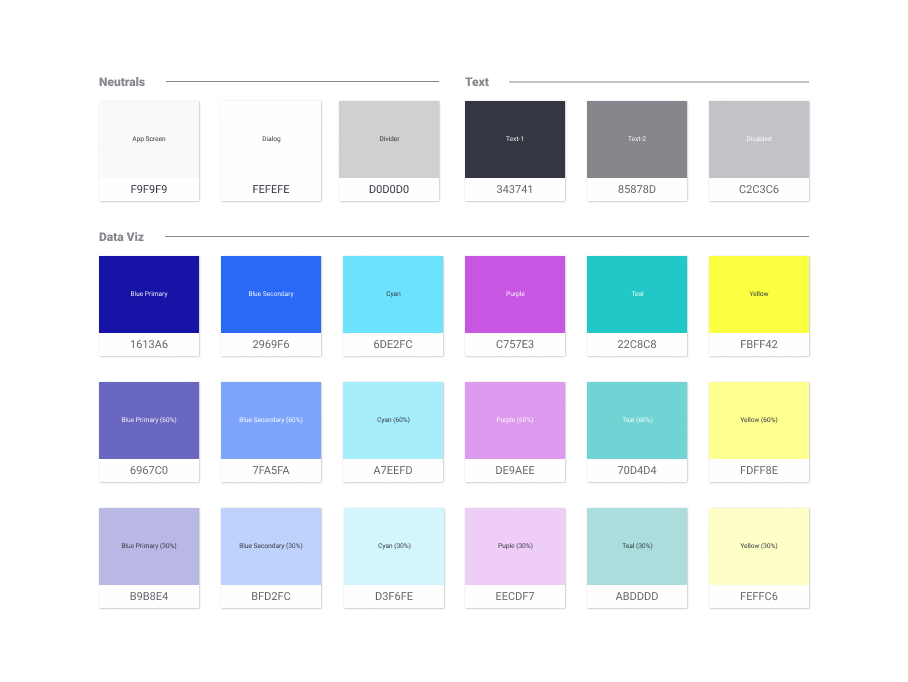 Neutrals
Text
App Screen
Dialog
Divider
Text-1
Text-2
Disabled
F9F9F9
FEFEFE
D0D0D0
343741
85878D
C2C3C6
Data Viz
Blue Primary
Blue Secondary
Cyan
Purple
Teal
Yellow
1613A6
2969F6
6DE2FC
C757E3
22C8C8
FBFF42
Blue Primary (60%)
Blue Secondary (60%)
Cyan (60%)
Purple (60%)
Teal (60%)
Yellow (60%)
6967C0
7FA5FA
A7EEFD
DE9AEE
70D4D4
FDFF8E
Blue Primary (30%)
Blue Secondary (30%)
Cyan (30%)
Puple (30%)
Teal (30%)
Yellow (30%)
B9B8E4
BFD2FC
D3F6FE
EECDF7
ABDDDD
FEFFC6